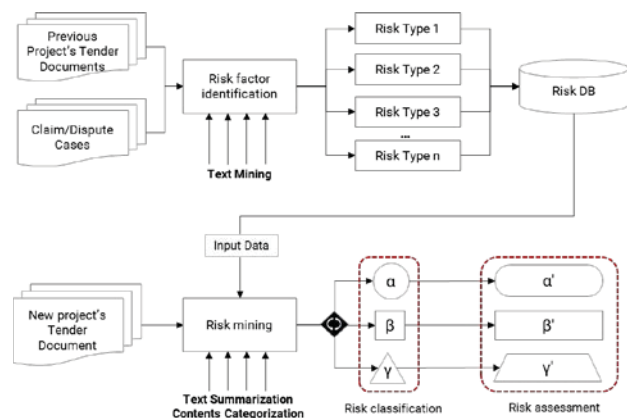 Previous
Project's Tender
Documents
Claim/Dispute
Cases
Risk factor
identification
Text Mining
Risk Type 1
Risk Type 2
Risk Type 3
...
Risk Type n
Risk DB
Input Data
New project's
Tender
Document
Risk mining
Text Summarization
Contents Categorization
α
β
γ
Risk classification
α'
β'
γ'
Risk assessment